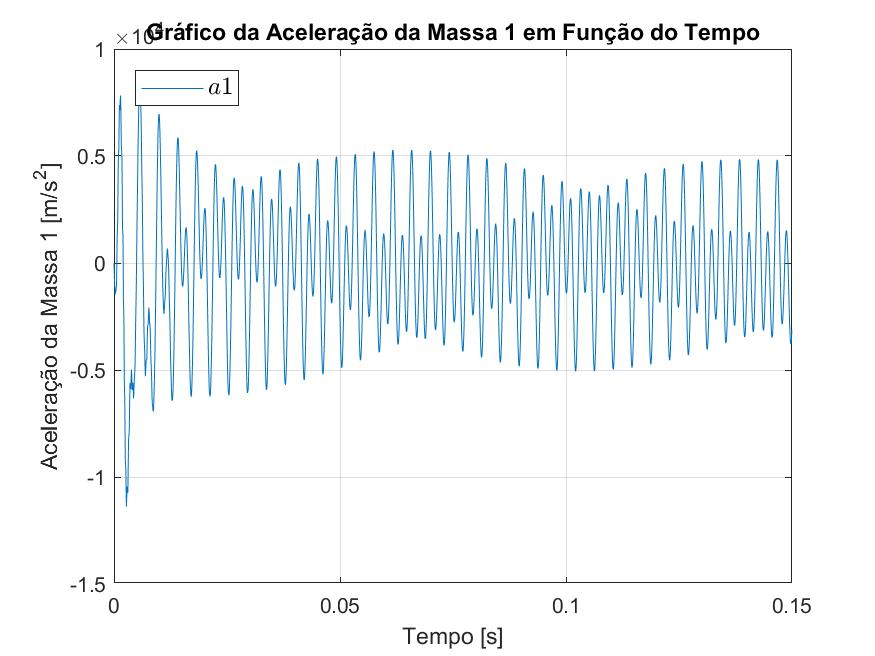 Gráfico da Aceleração da Massa 1 em Função do Tempo
×10⁴
a1
Aceleração da Massa 1 [m/s²]
1
0.5
0
-0.5
-1
-1.5
0 0.05 0.1 0.15
Tempo [s]